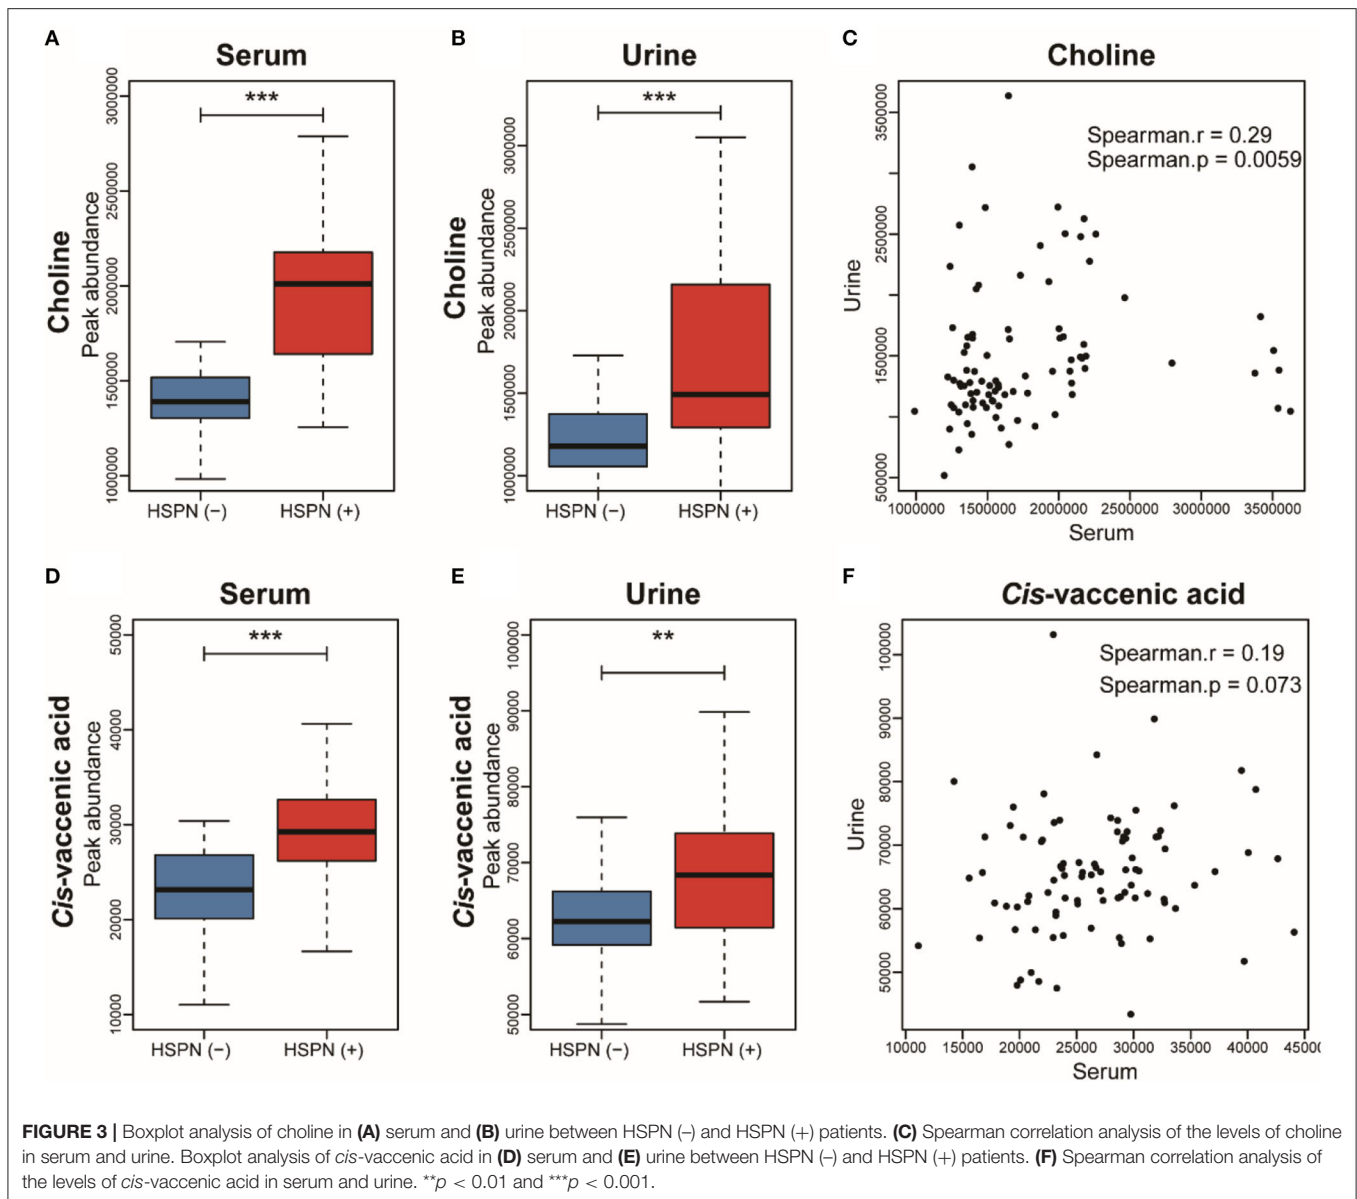 A
Serum
***
Choline
Peak abundance
1000000
1500000
2000000
2500000
3000000
HSPN (−)
HSPN (+)
B
Urine
***
Choline
Peak abundance
1000000
1500000
2000000
2500000
3000000
HSPN (−)
HSPN (+)
C
Choline
Spearman.r = 0.29
Spearman.p = 0.0059
Urine
500000
1500000
2500000
3500000
1000000 1500000 2000000 2500000 3000000 3500000
Serum
D
Serum
***
Cis-vaccenic acid
Peak abundance
10000
20000
30000
40000
50000
HSPN (−)
HSPN (+)
E
Urine
**
Cis-vaccenic acid
Peak abundance
50000
60000
70000
80000
90000
100000
HSPN (−)
HSPN (+)
F
Cis-vaccenic acid
Spearman.r = 0.19
Spearman.p = 0.073
Urine
50000
60000
70000
80000
90000
100000
10000 15000 20000 25000 30000 35000 40000 4500
Serum
FIGURE 3 | Boxplot analysis of choline in (A) serum and (B) urine between HSPN (–) and HSPN (+) patients. (C) Spearman correlation analysis of the levels of choline
in serum and urine. Boxplot analysis of cis-vaccenic acid in (D) serum and (E) urine between HSPN (–) and HSPN (+) patients. (F) Spearman correlation analysis of
the levels of cis-vaccenic acid in serum and urine. **p < 0.01 and ***p < 0.001.